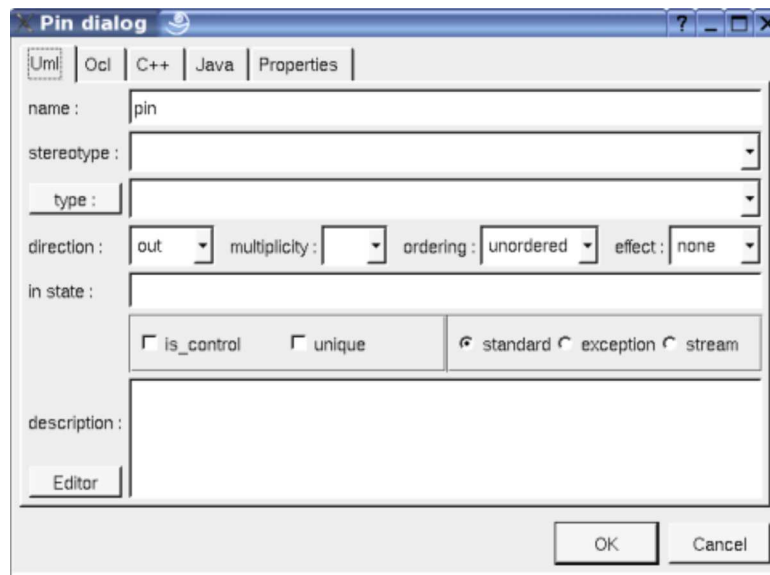 Pin dialog ?
Uml Ocl C++ Java Properties
name : pin
stereotype :
type :
direction : out multiplicity : ordering : unordered effect : none
in state :
is_control unique standard exception stream
description :
Editor
OK Cancel